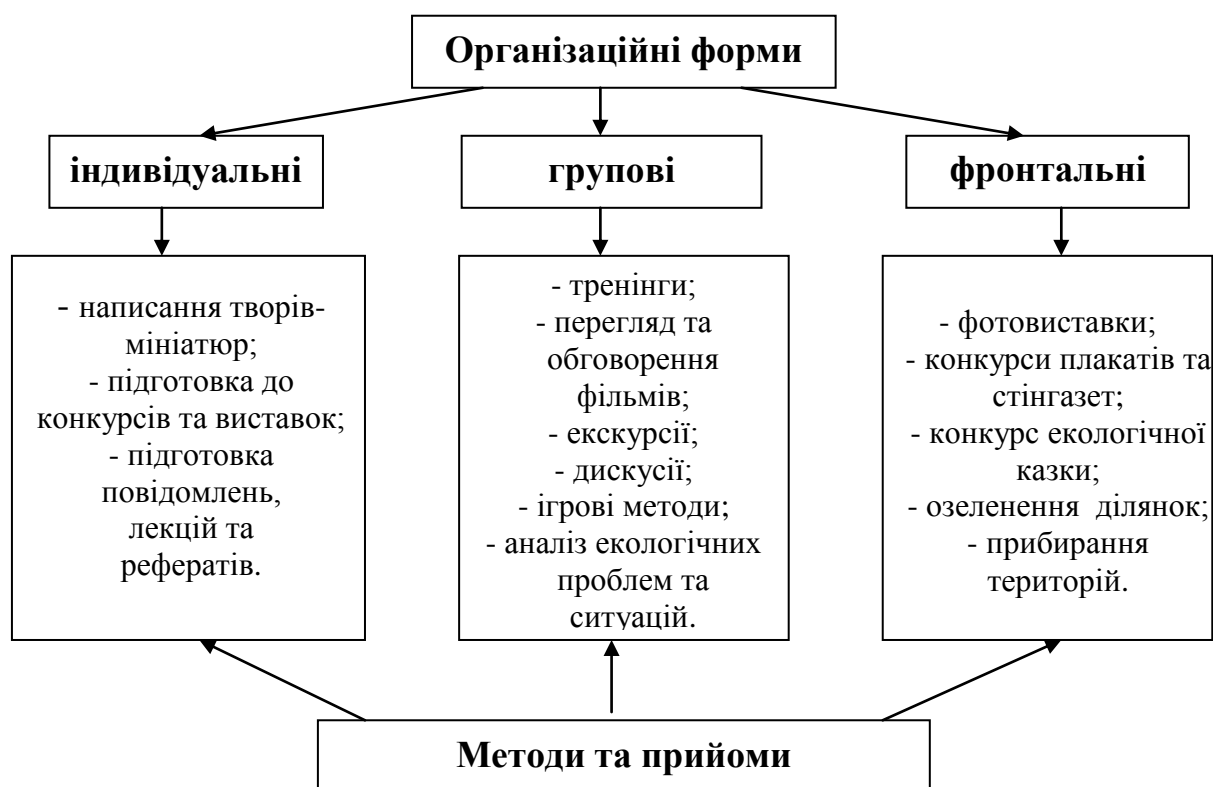 Організаційні форми
індивідуальні
групові
фронтальні
- написання творів-
мініатюр;
- підготовка до
конкурсів та виставок;
- підготовка
повідомлень,
лекцій та
рефератів.
- тренінги;
- перегляд та
обговорення
фільмів;
- екскурсії;
- дискусії;
- ігрові методи;
- аналіз екологічних
проблем та
ситуацій.
- фотовиставки;
- конкурси плакатів та
стінгазет;
- конкурс екологічної
казки;
- озеленення ділянок;
- прибирання
територій.
Методи та прийоми